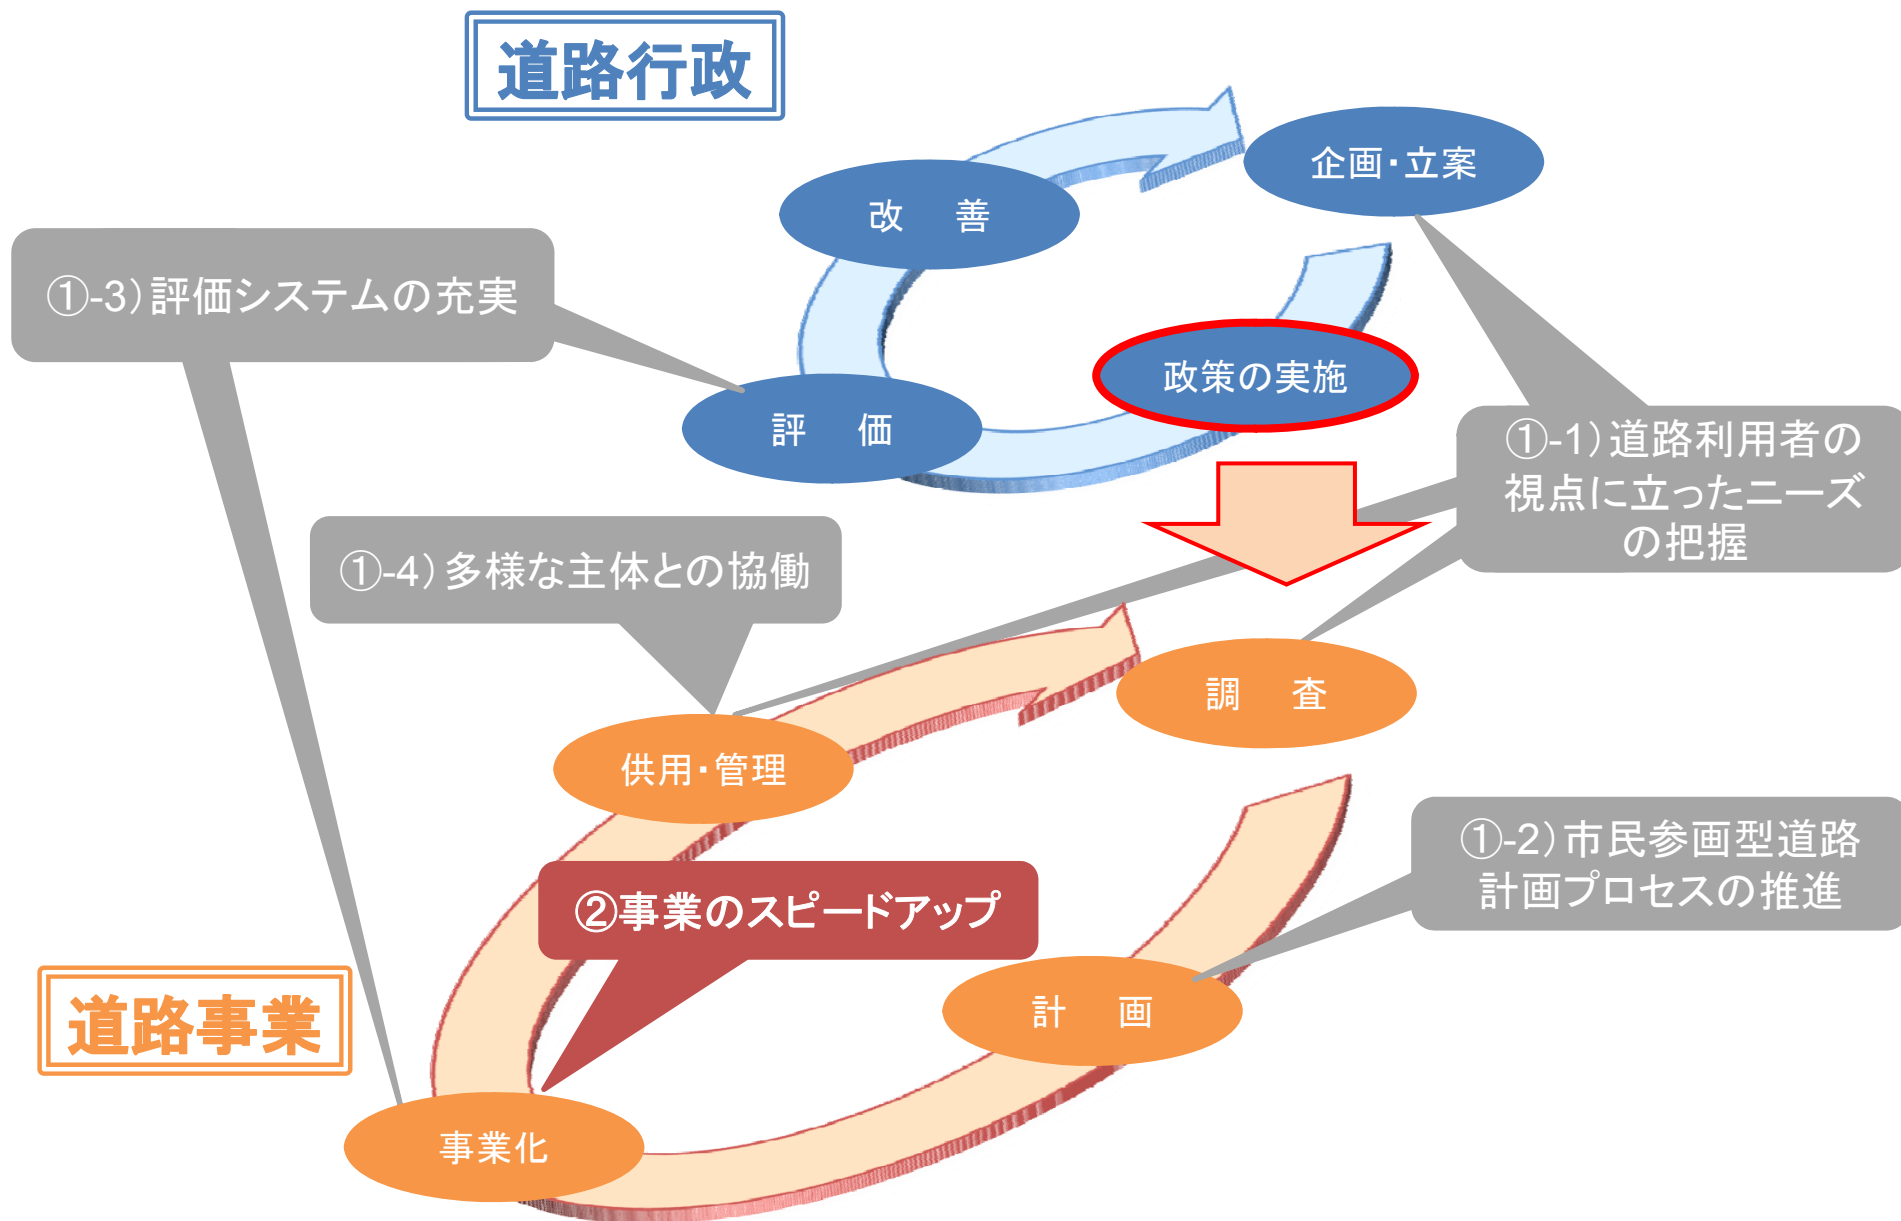 道路行政
企画・立案
改　善
①-3）評価システムの充実
政策の実施
評　価
①-1）道路利用者の
視点に立ったニーズ
の把握
①-4）多様な主体との協働
調　査
供用・管理
①-2）市民参画型道路
計画プロセスの推進
②事業のスピードアップ
道路事業
計　画
事業化